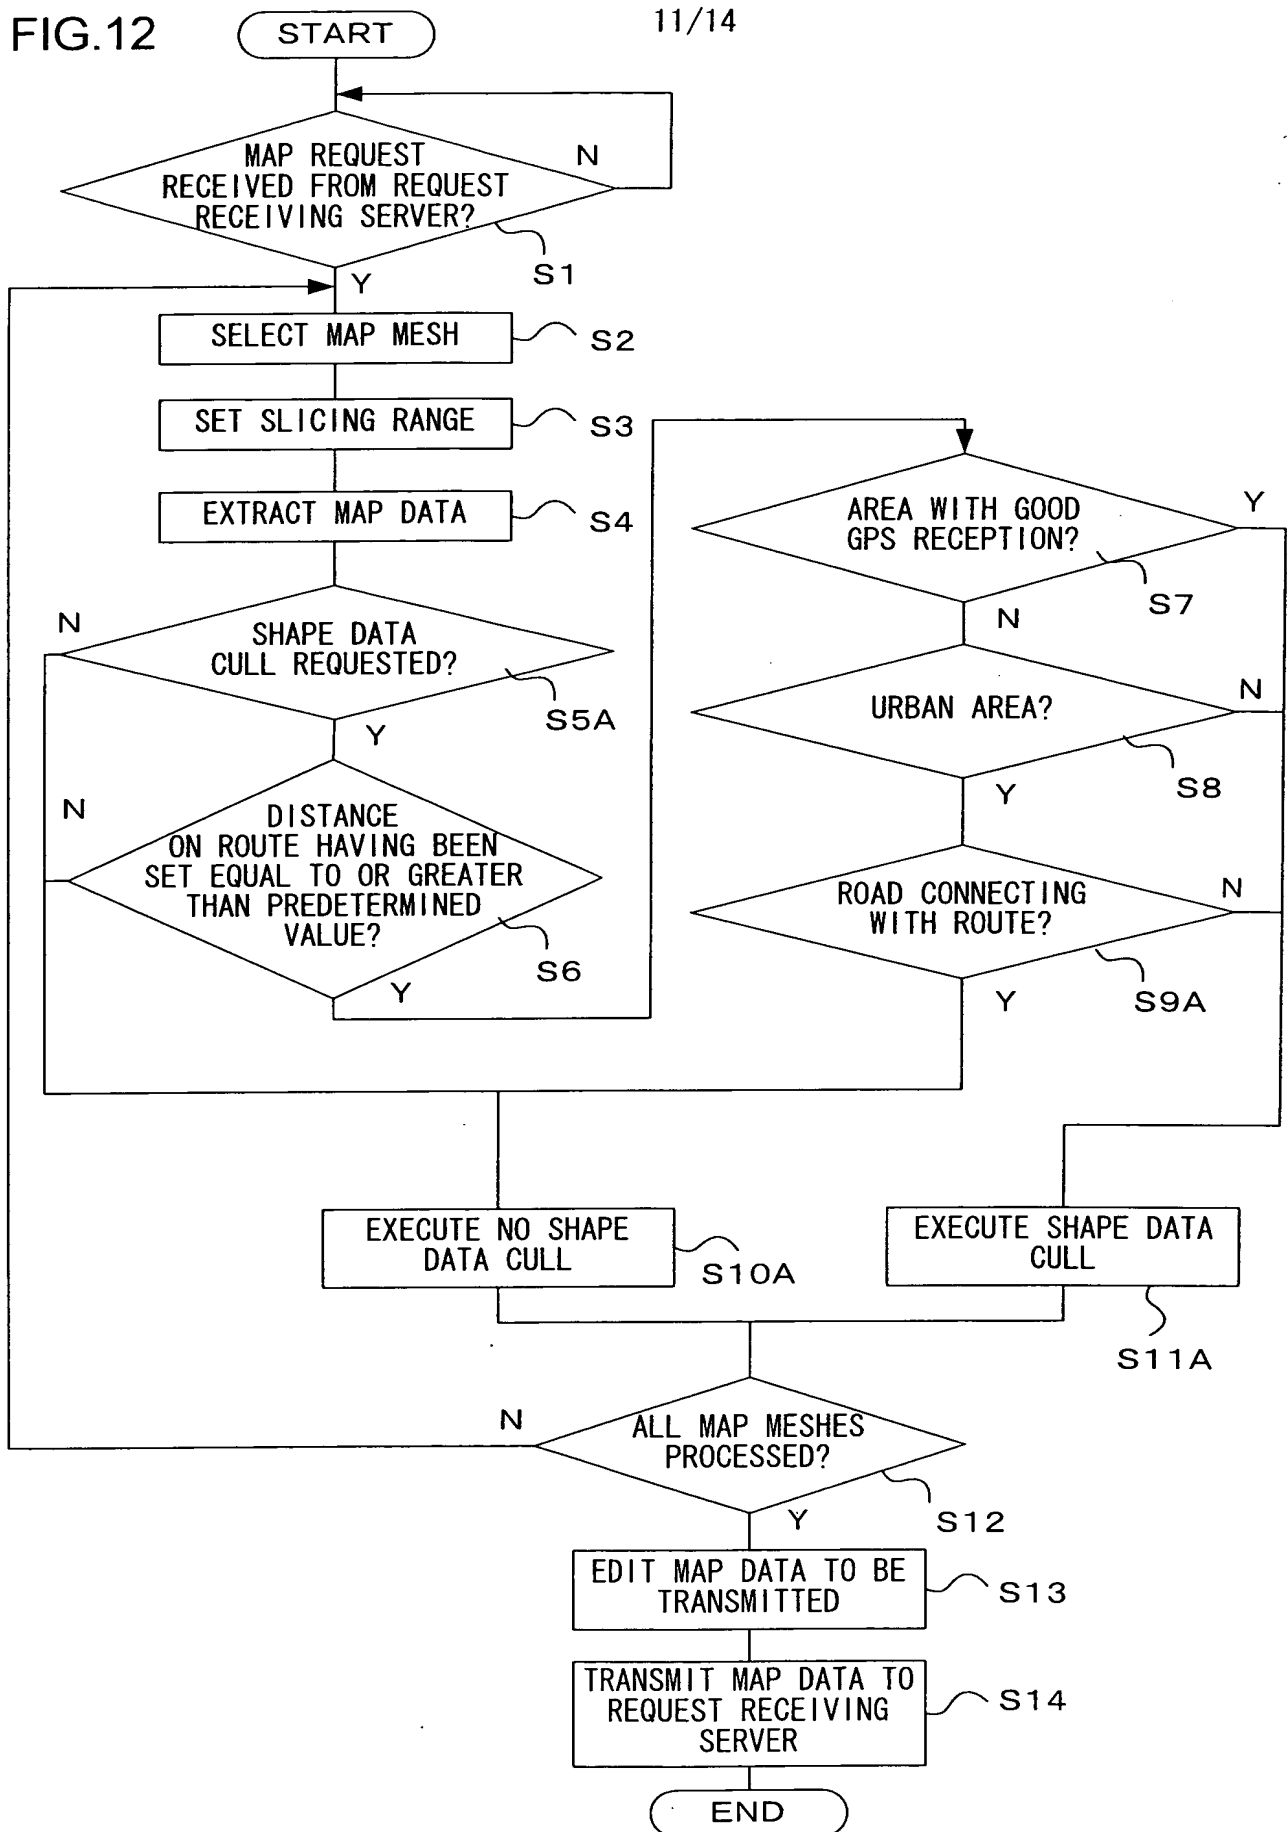 FIG.12
11/14
START
MAP REQUEST
RECEIVED FROM REQUEST
RECEIVING SERVER?
N
S1
Y
SELECT MAP MESH
S2
SET SLICING RANGE
S3
EXTRACT MAP DATA
S4
N
SHAPE DATA
CULL REQUESTED?
S5A
Y
N
DISTANCE
ON ROUTE HAVING BEEN
SET EQUAL TO OR GREATER
THAN PREDETERMINED
VALUE?
S6
Y
AREA WITH GOOD
GPS RECEPTION?
Y
S7
N
URBAN AREA?
N
S8
Y
ROAD CONNECTING
WITH ROUTE?
N
S9A
Y
EXECUTE NO SHAPE
DATA CULL
S10A
EXECUTE SHAPE DATA
CULL
S11A
N
ALL MAP MESHES
PROCESSED?
S12
Y
EDIT MAP DATA TO BE
TRANSMITTED
S13
TRANSMIT MAP DATA TO
REQUEST RECEIVING
SERVER
S14
END